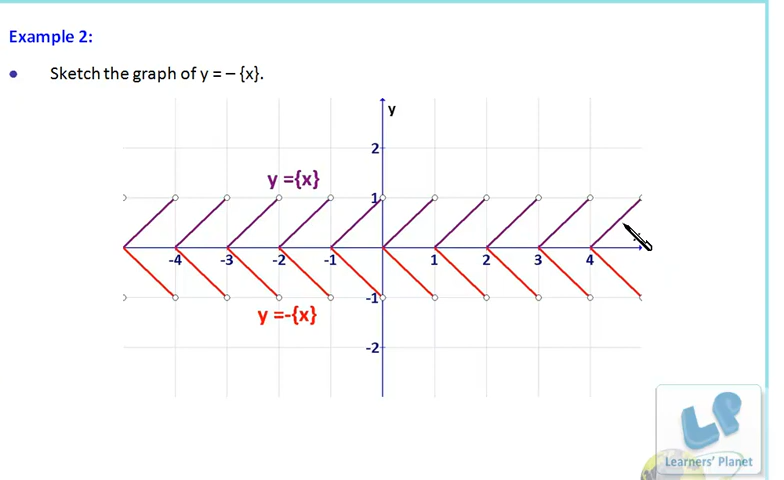 Example 2:
Sketch the graph of y = – {x}.
y
2
y ={x}
1
-4 -3 -2 -1 1 2 3 4
-1
y =-{x}
-2
LP
Learners' Planet